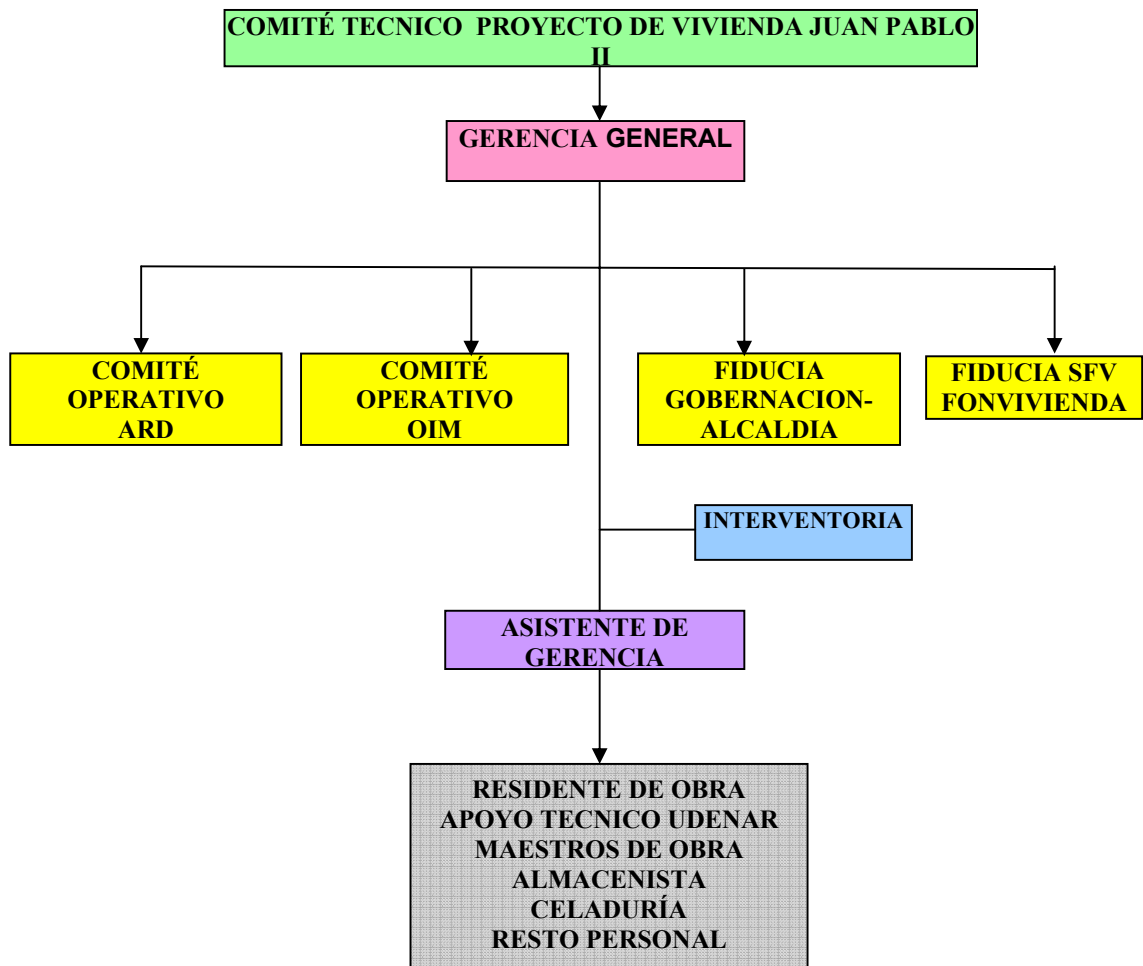 COMITÉ TECNICO PROYECTO DE VIVIENDA JUAN PABLO
II
GERENCIA GENERAL
COMITÉ
OPERATIVO
ARD
COMITÉ
OPERATIVO
OIM
FIDUCIA
GOBERNACION-
ALCALDIA
FIDUCIA SFV
FONVIVIENDA
INTERVENTORIA
ASISTENTE DE
GERENCIA
RESIDENTE DE OBRA
APOYO TECNICO UDENAR
MAESTROS DE OBRA
ALMACENISTA
CELADURÍA
RESTO PERSONAL